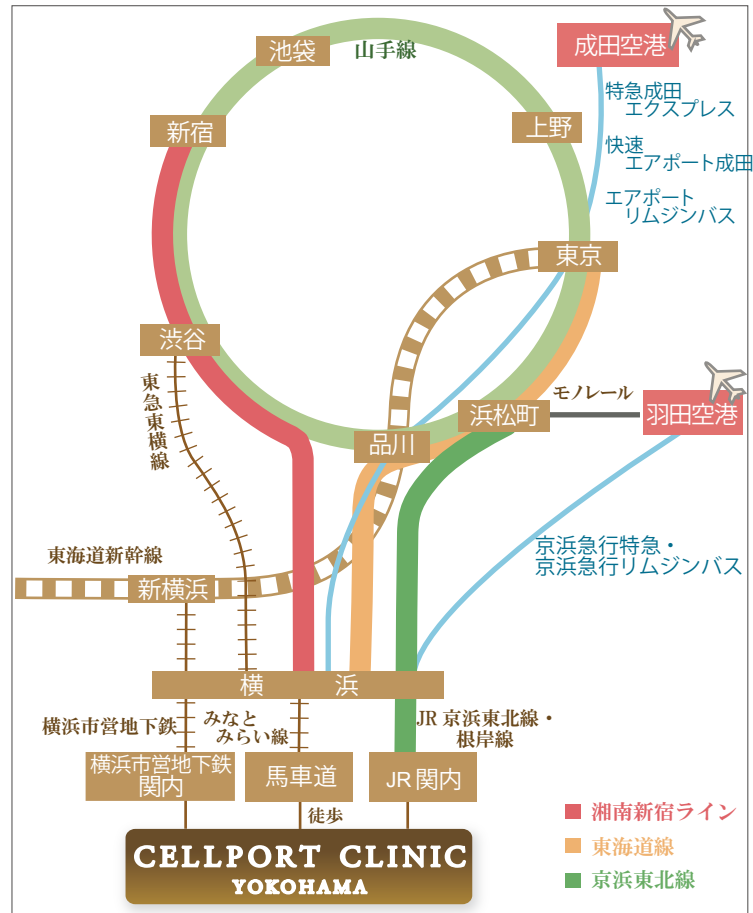 池袋
山手線
成田空港
新宿
上野
特急成田
エクスプレス
快速
エアポート成田
エアポート
リムジンバス
東京
渋谷
東急東横線
モノレール
浜松町
羽田空港
品川
京浜急行特急・
京浜急行リムジンバス
東海道新幹線
新横浜
横浜
横浜市営地下鉄
みなと
みらい線
JR 京浜東北線・
根岸線
横浜市営地下鉄
関内
馬車道
JR 関内
徒歩
湘南新宿ライン
東海道線
京浜東北線
CELLPORT CLINIC
YOKOHAMA